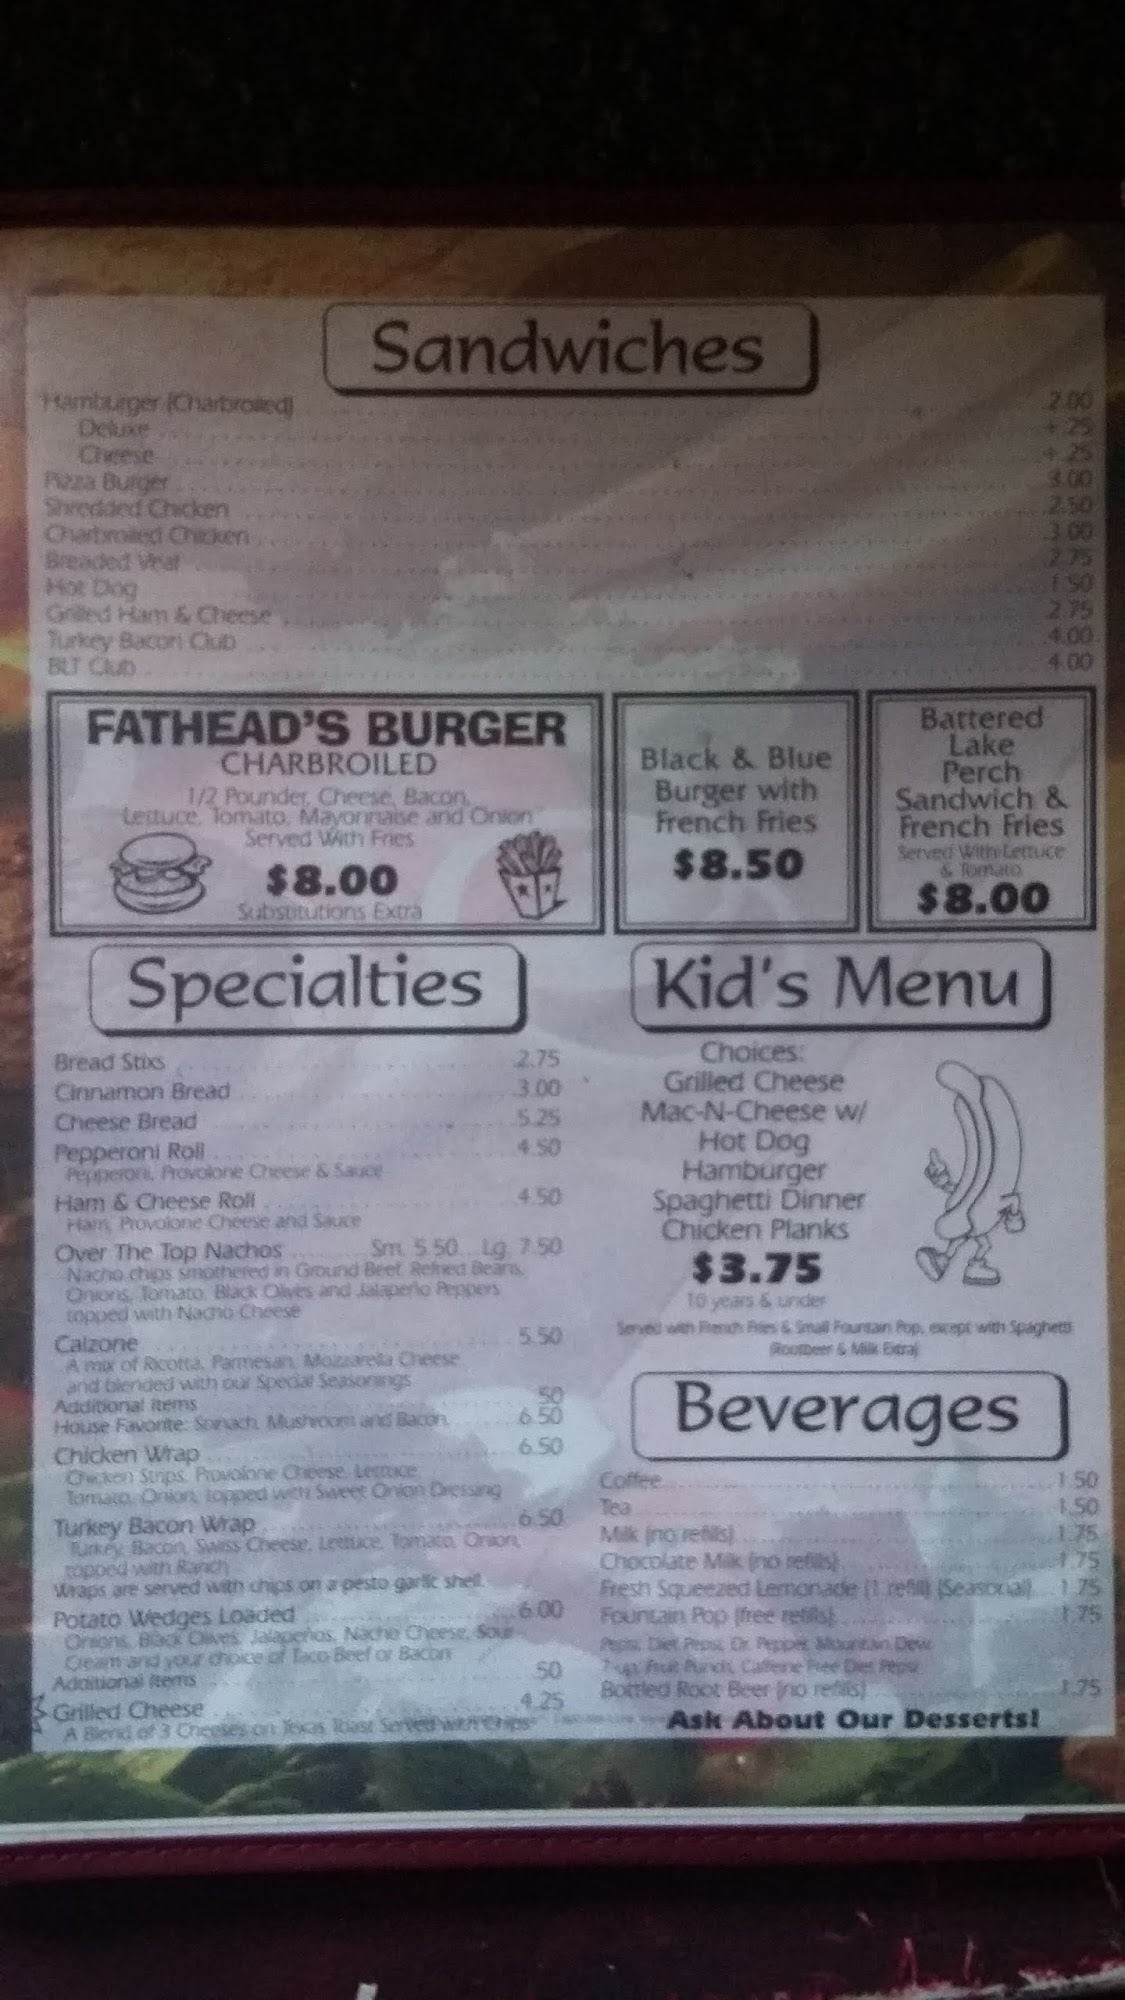 Sandwiches
Hamburger (Charbroiled) 2.00
Deluxe +.25
Cheese +.25
Pizza Burger 3.00
Shredded Chicken 2.50
Charbroiled Chicken 3.00
Breaded Veal 2.75
Hot Dog 1.50
Grilled Ham & Cheese 2.75
Turkey Bacon Club 4.00
BLT Club 4.00
FATHEAD'S BURGER
CHARBROILED
1/2 Pounder, Cheese, Bacon,
Lettuce, Tomato, Mayonnaise and Onion
Served With Fries
$8.00
Substitutions Extra
Black & Blue
Burger with
French Fries
$8.50
Battered
Lake
Perch
Sandwich &
French Fries
Served With Lettuce
& Tomato
$8.00
Specialties
Bread Stixs 2.75
Cinnamon Bread 3.00
Cheese Bread 5.25
Pepperoni Roll 4.50
Pepperoni, Provolone Cheese & Sauce
Ham & Cheese Roll 4.50
Ham, Provolone Cheese and Sauce
Over The Top Nachos Sm. 5.50 Lg. 7.50
Nacho chips smothered in Ground Beef, Refried Beans,
Onions, Tomato, Black Olives and Jalapeño Peppers
topped with Nacho Cheese
Calzone 5.50
A mix of Ricotta, Parmesan, Mozzarella Cheese
and blended with our Special Seasonings
Additional Items .50
House Favorite: Spinach, Mushroom and Bacon 6.50
Chicken Wrap 6.50
Chicken Strips, Provolone Cheese, Lettuce,
Tomato, Onion, topped with Sweet Onion Dressing
Turkey Bacon Wrap 6.50
Turkey, Bacon, Swiss Cheese, Lettuce, Tomato, Onion,
topped with Ranch
Wraps are served with chips on a pesto garlic shell.
Potato Wedges Loaded 6.00
Onions, Black Olives, Jalapeños, Nacho Cheese, Sour
Cream and your choice of Taco Beef or Bacon
Additional Items .50
Grilled Cheese 4.25
A Blend of 3 Cheeses on Texas Toast Served with Chips
Kid's Menu
Choices:
Grilled Cheese
Mac-N-Cheese w/
Hot Dog
Hamburger
Spaghetti Dinner
Chicken Planks
$3.75
10 years & under
Served with French Fries & Small Fountain Pop, except with Spaghetti
(Rootbeer & Milk Extra)
Beverages
Coffee 1.50
Tea 1.50
Milk (no refills) 1.75
Chocolate Milk (no refills) 1.75
Fresh Squeezed Lemonade (1 refill) (Seasonal) 1.75
Fountain Pop (free refills) 1.75
Pepsi, Diet Pepsi, Dr. Pepper, Mountain Dew,
7-up, Fruit Punch, Caffeine Free Diet Pepsi
Bottled Root Beer (no refills) 1.75
Ask About Our Desserts!